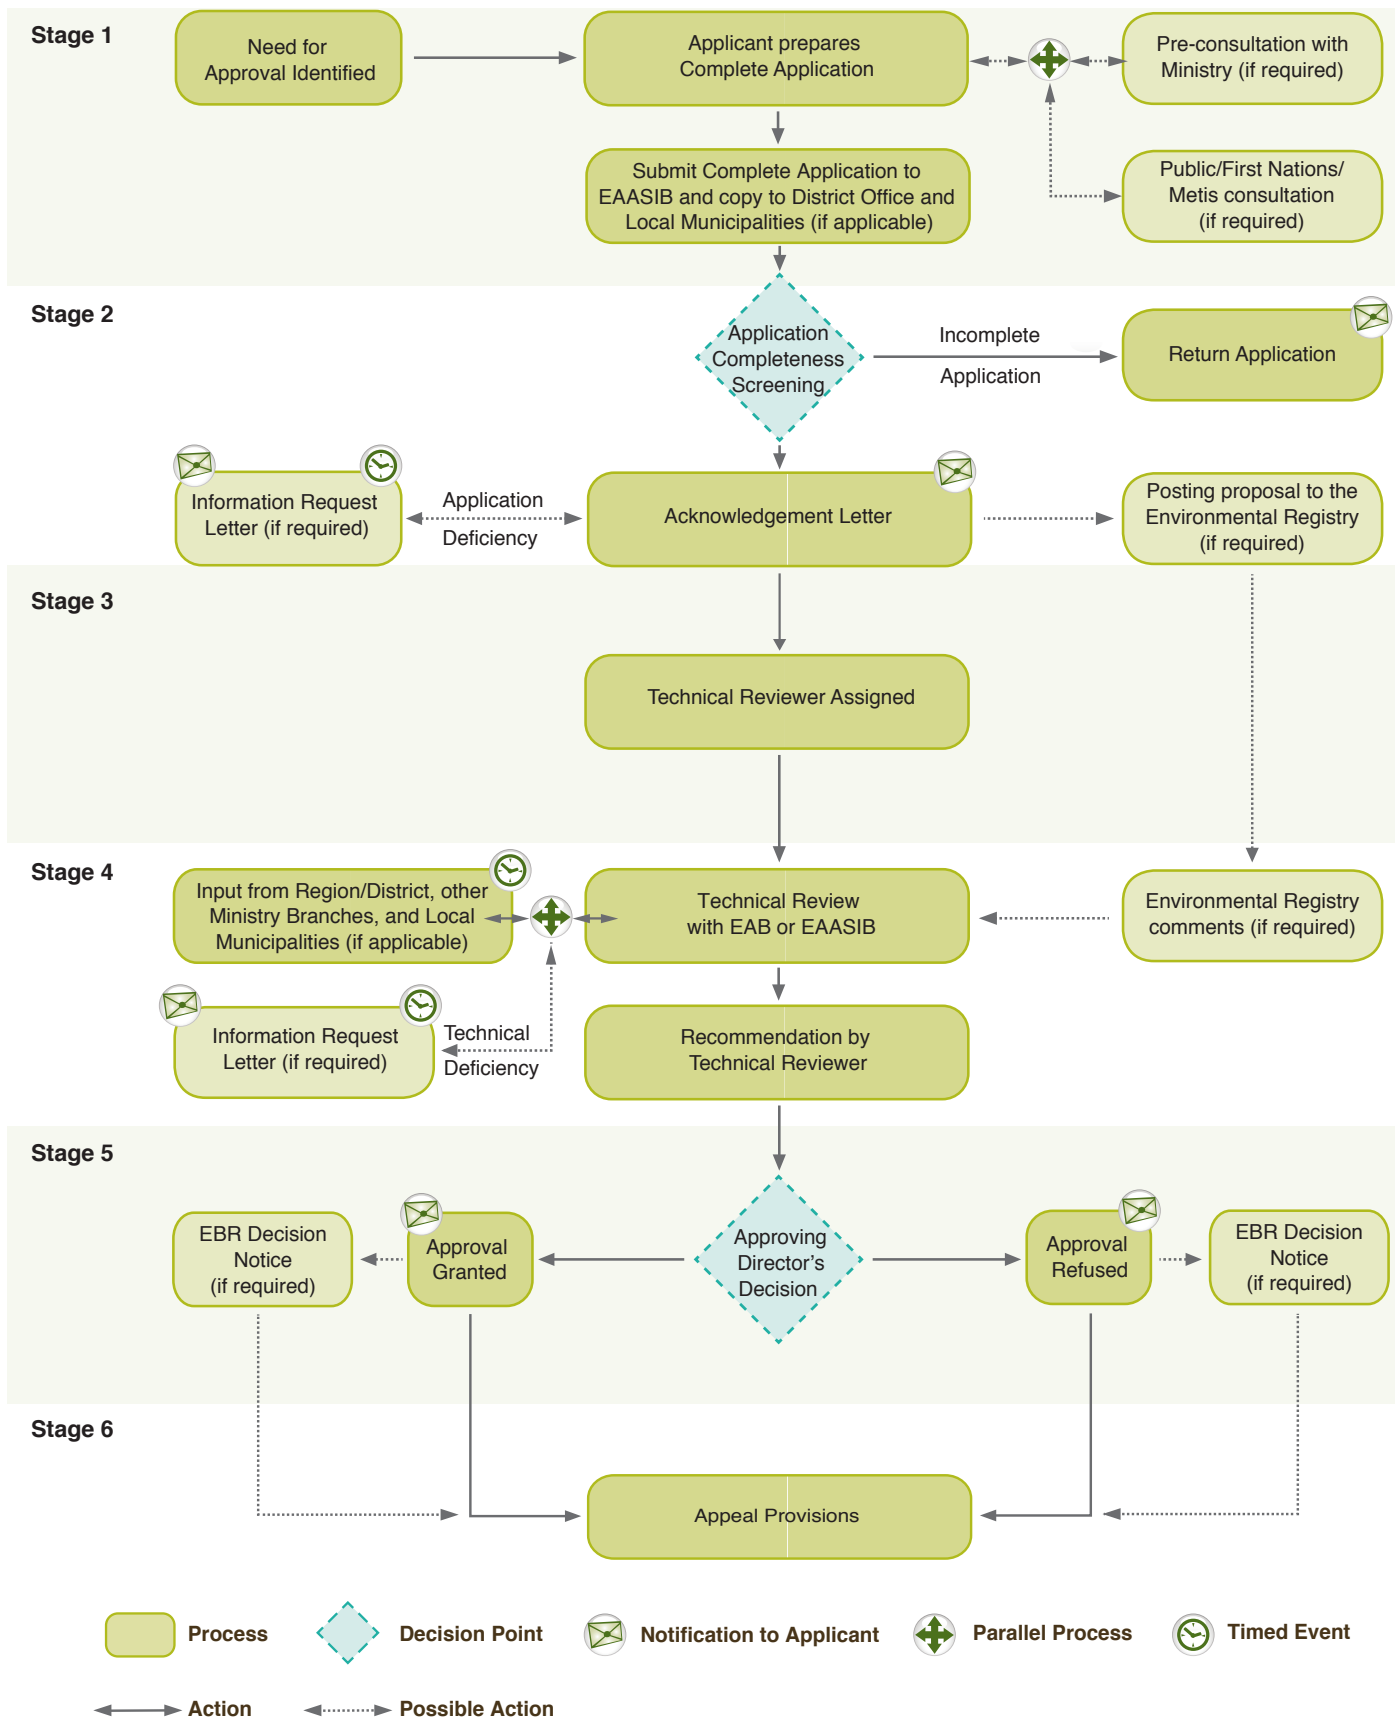 Stage 1
Need for
Approval Identified
Applicant prepares
Complete Application
Pre-consultation with
Ministry (if required)
Submit Complete Application to
EAASIB and copy to District Office and
Local Municipalities (if applicable)
Public/First Nations/
Metis consultation
(if required)
Stage 2
Application
Completeness
Screening
Incomplete
Application
Return Application
Information Request
Letter (if required)
Application
Deficiency
Acknowledgement Letter
Posting proposal to the
Environmental Registry
(if required)
Stage 3
Technical Reviewer Assigned
Stage 4
Input from Region/District, other
Ministry Branches, and Local
Municipalities (if applicable)
Technical Review
with EAB or EAASIB
Environmental Registry
comments (if required)
Information Request
Letter (if required)
Technical
Deficiency
Recommendation by
Technical Reviewer
Stage 5
EBR Decision
Notice
(if required)
Approval
Granted
Approving
Director's
Decision
Approval
Refused
EBR Decision
Notice
(if required)
Stage 6
Appeal Provisions
Process
Decision Point
Notification to Applicant
Parallel Process
Timed Event
Action
Possible Action